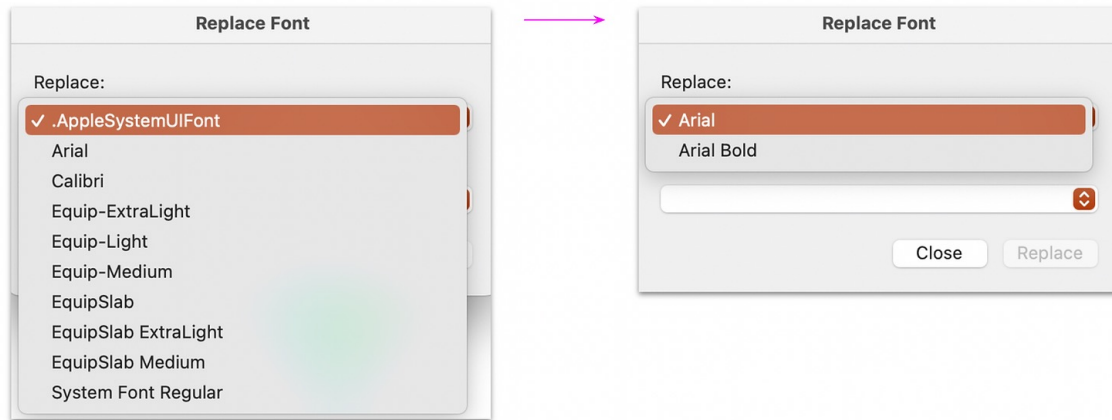 Replace Font
Replace:
✓ .AppleSystemUIFont
Arial
Calibri
Equip-ExtraLight
Equip-Light
Equip-Medium
EquipSlab
EquipSlab ExtraLight
EquipSlab Medium
System Font Regular
Replace Font
Replace:
✓ Arial
Arial Bold
Close Replace